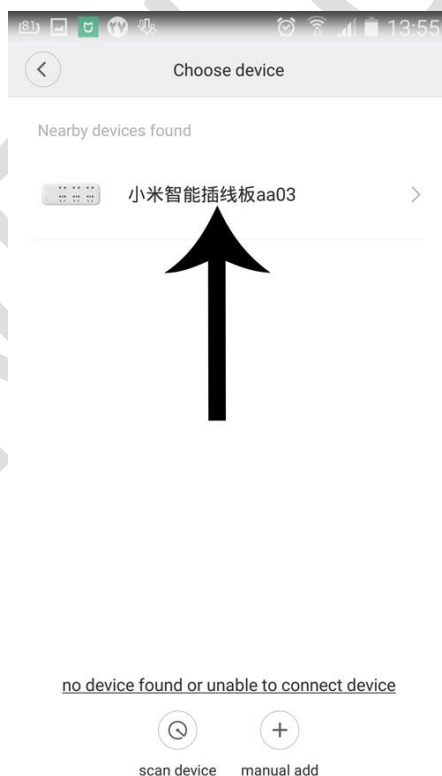 13:55
Choose device
Nearby devices found
小米智能插线板aa03
no device found or unable to connect device
scan device
manual add